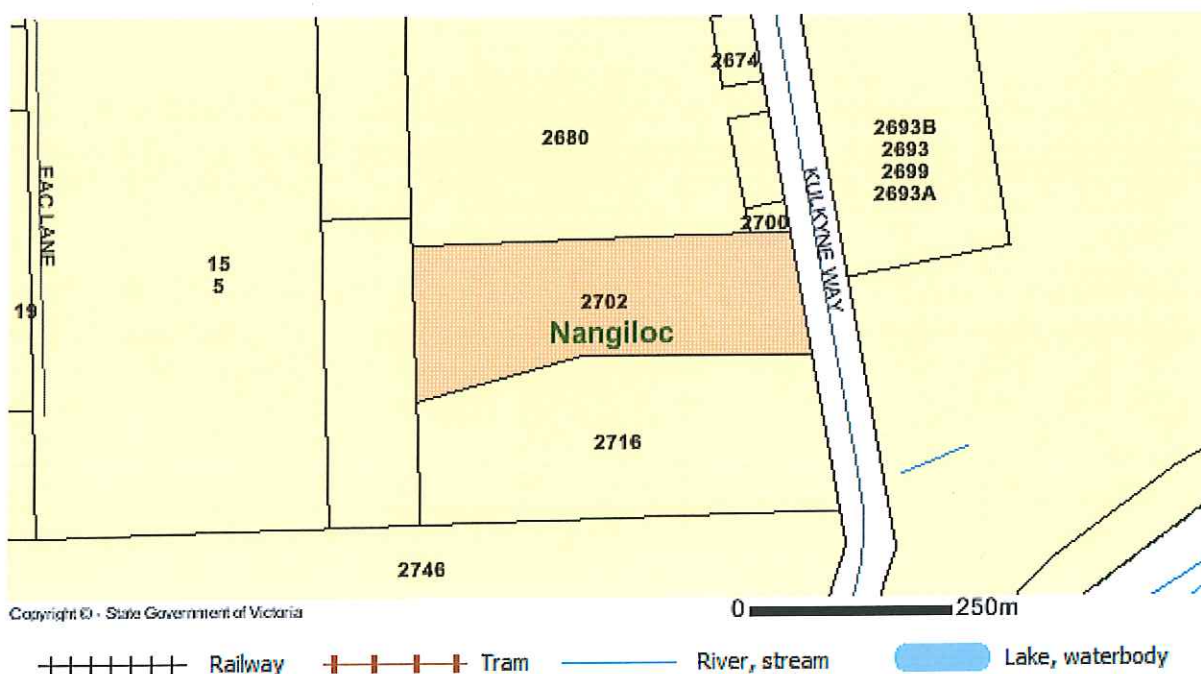 2674
2680
2693B
2693
2699
2693A
EAC LANE
KULKYNE WAY
2700
15
5
19
2702
Nangiloc
2716
2746
Copyright © - State Government of Victoria
0 250m
Railway Tram River, stream Lake, waterbody